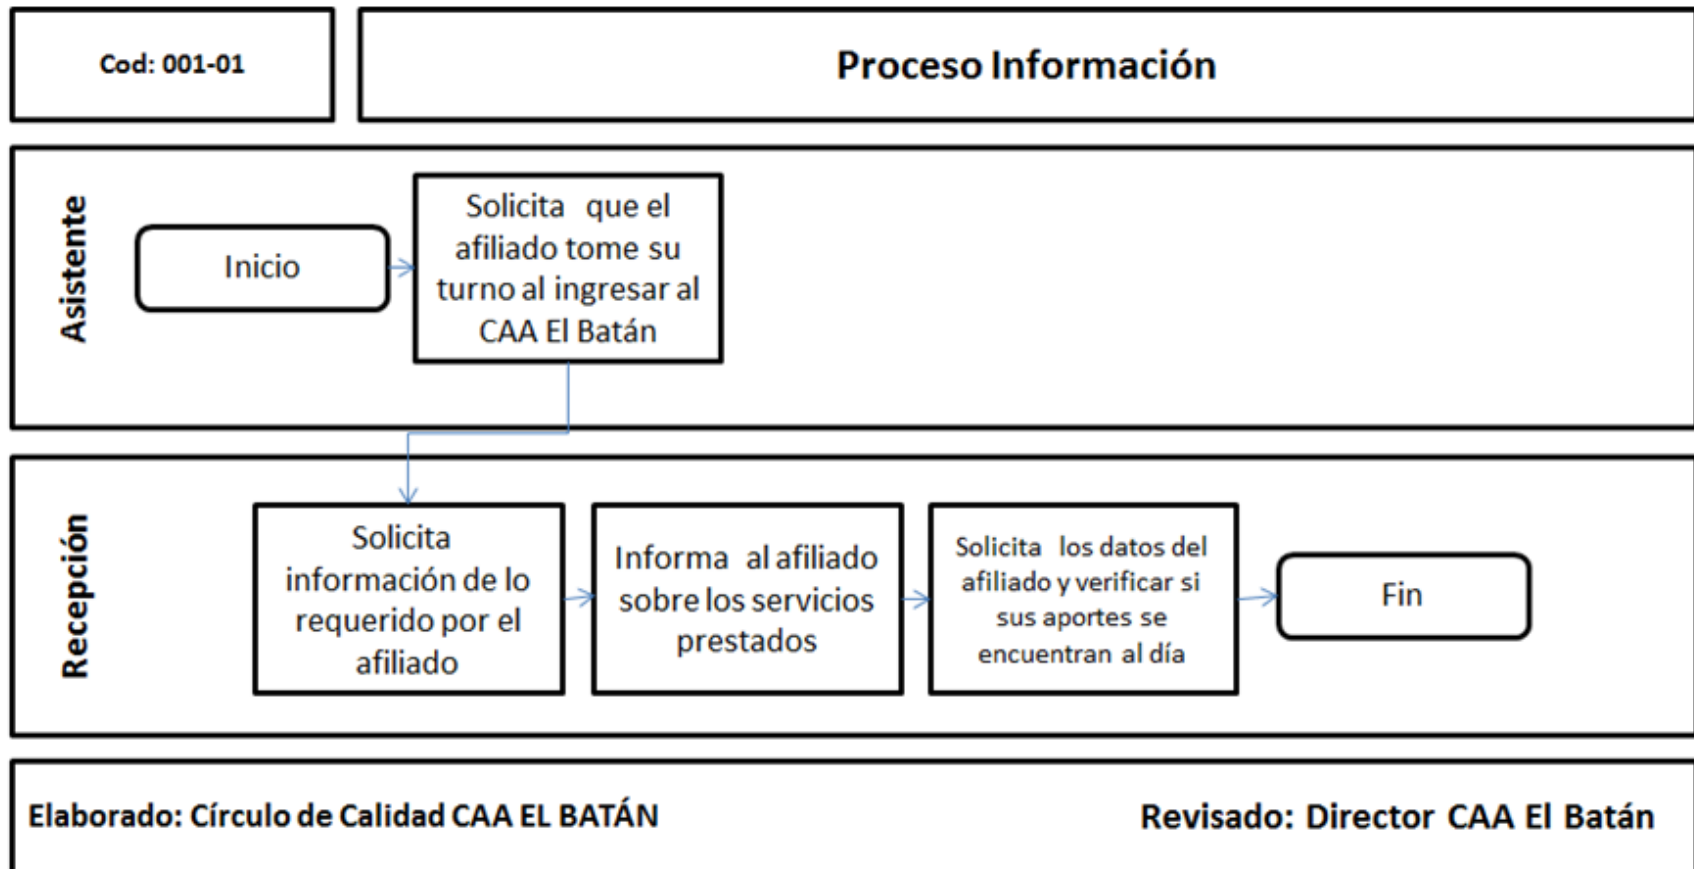 Cod: 001-01
Proceso Información
Asistente
Inicio
Solicita que el
afiliado tome su
turno al ingresar al
CAA El Batán
Recepción
Solicita
información de lo
requerido por el
afiliado
Informa al afiliado
sobre los servicios
prestados
Solicita los datos del
afiliado y verificar si
sus aportes se
encuentran al día
Fin
Elaborado: Círculo de Calidad CAA EL BATÁN
Revisado: Director CAA El Batán